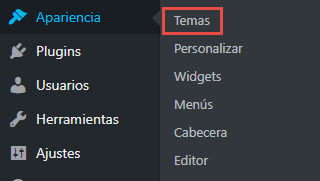 Apariencia
Plugins
Usuarios
Herramientas
Ajustes
Temas
Personalizar
Widgets
Menús
Cabecera
Editor